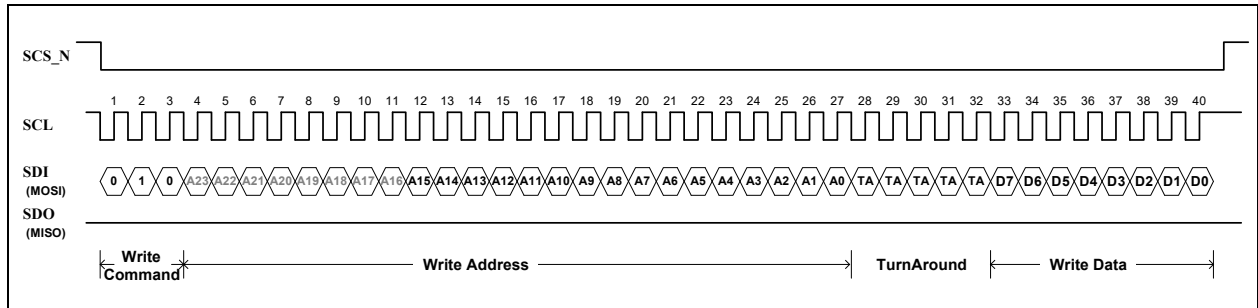 SCS_N
1 2 3 4 5 6 7 8 9 10 11 12 13 14 15 16 17 18 19 20 21 22 23 24 25 26 27 28 29 30 31 32 33 34 35 36 37 38 39 40
SCL
SDI
(MOSI)
0 1 0 A23 A22 A21 A20 A19 A18 A17 A16 A15 A14 A13 A12 A11 A10 A9 A8 A7 A6 A5 A4 A3 A2 A1 A0 TA TA TA TA TA D7 D6 D5 D4 D3 D2 D1 D0
SDO
(MISO)
Write
Command
Write Address
TurnAround
Write Data